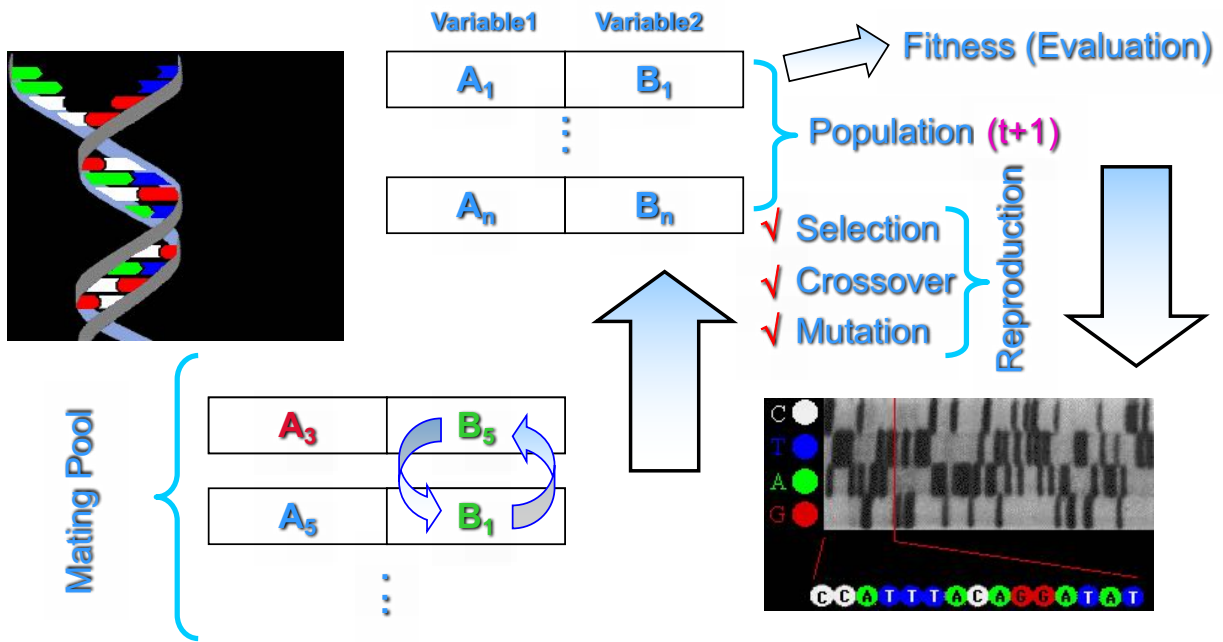 Variable1 Variable2
A₁ B₁
⋮
Aₙ Bₙ
Fitness (Evaluation)
Population (t+1)
√ Selection
√ Crossover
√ Mutation
Reproduction
Mating Pool
A₃ B₅
A₅ B₁
⋮
C
T
A
G
CCATTTACAGGATAT